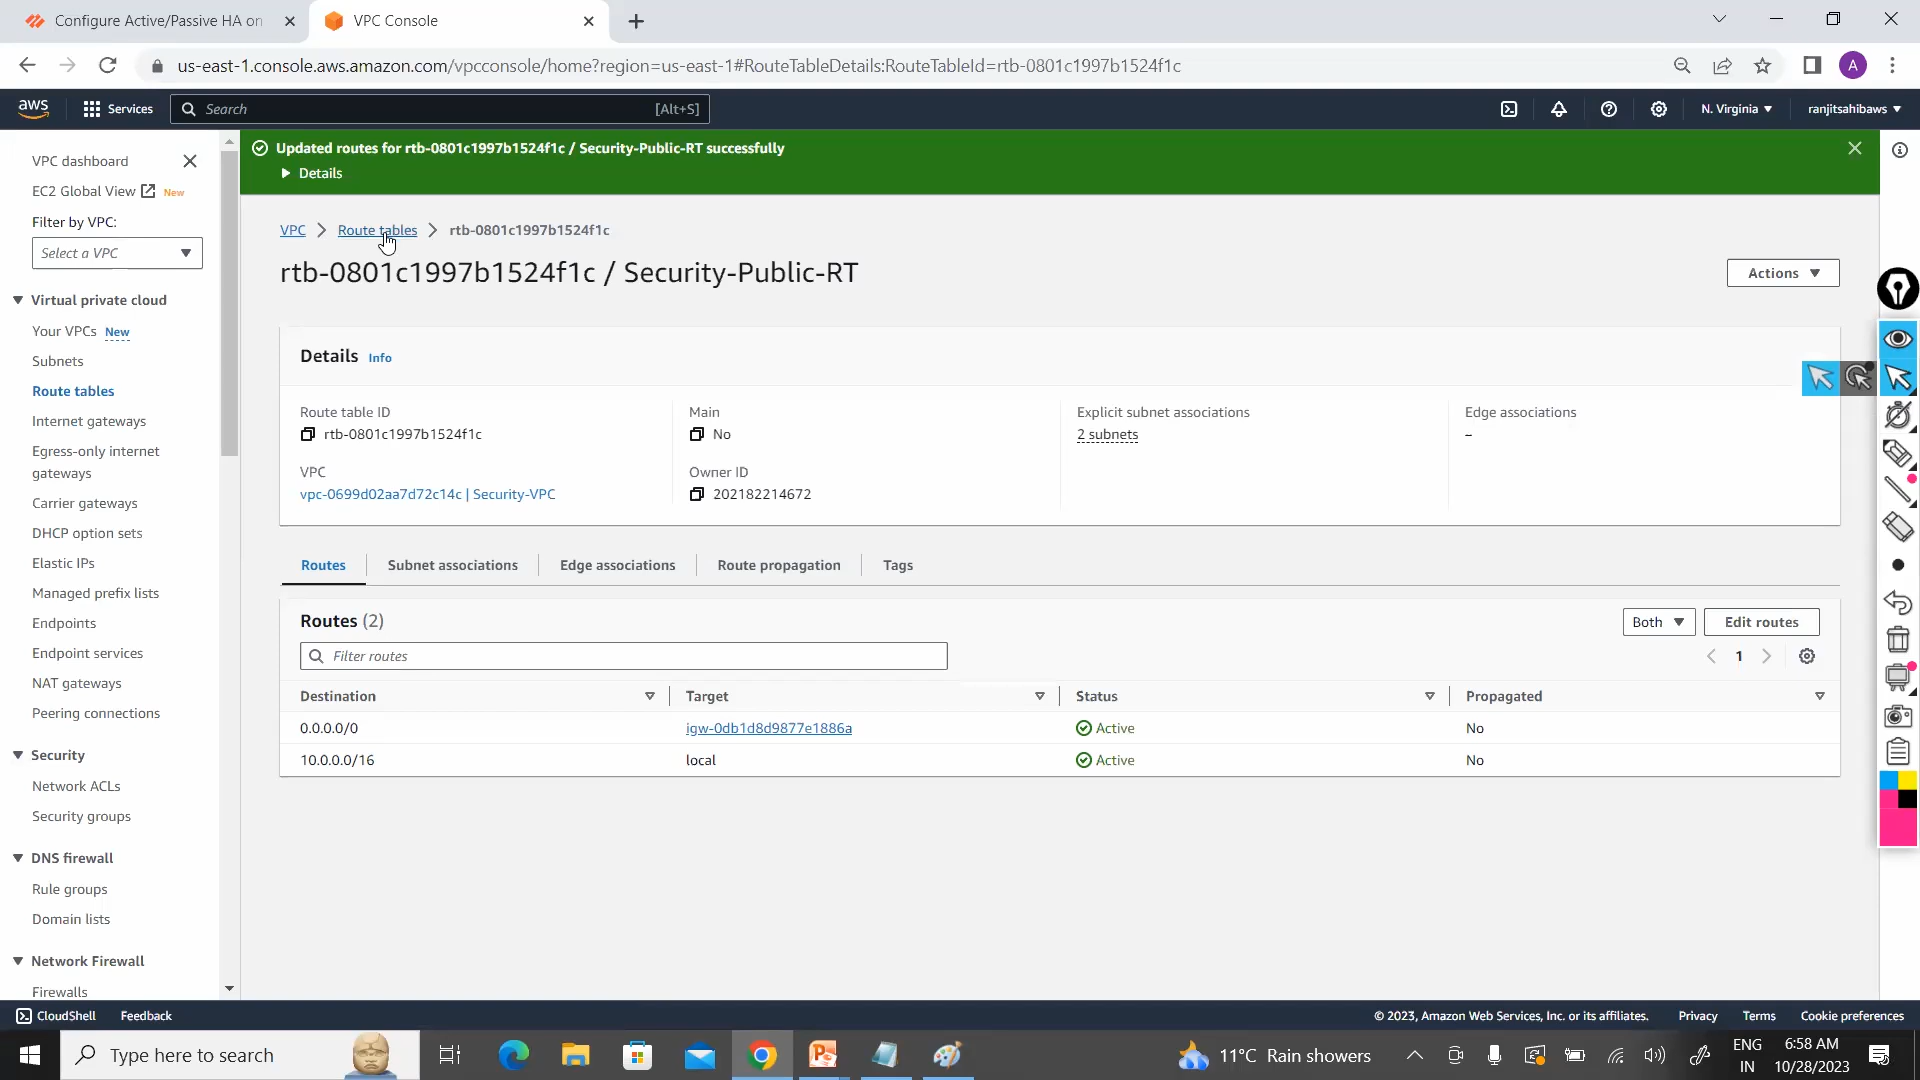 Configure Active/Passive HA on
VPC Console
us-east-1.console.aws.amazon.com/vpcconsole/home?region=us-east-1#RouteTableDetails:RouteTableId=rtb-0801c1997b1524f1c
A
aws
Services
Search
[Alt+S]
N. Virginia
ranjitsahibaws
VPC dashboard
EC2 Global View New
Filter by VPC:
Select a VPC
Virtual private cloud
Your VPCs New
Subnets
Route tables
Internet gateways
Egress-only internet
gateways
Carrier gateways
DHCP option sets
Elastic IPs
Managed prefix lists
Endpoints
Endpoint services
NAT gateways
Peering connections
Security
Network ACLs
Security groups
DNS firewall
Rule groups
Domain lists
Network Firewall
Firewalls
Updated routes for rtb-0801c1997b1524f1c / Security-Public-RT successfully
Details
VPC Route tables rtb-0801c1997b1524f1c
rtb-0801c1997b1524f1c / Security-Public-RT
Actions
Details Info
Route table ID
rtb-0801c1997b1524f1c
Main
No
Explicit subnet associations
2 subnets
Edge associations
–
VPC
vpc-0699d02aa7d72c14c | Security-VPC
Owner ID
202182214672
Routes
Subnet associations
Edge associations
Route propagation
Tags
Routes (2)
Both
Edit routes
Filter routes
1
Destination Target Status Propagated
0.0.0.0/0 igw-0db1d8d9877e1886a Active No
10.0.0.0/16 local Active No
CloudShell
Feedback
© 2023, Amazon Web Services, Inc. or its affiliates.
Privacy
Terms
Cookie preferences
Type here to search
11°C Rain showers
ENG
IN
6:58 AM
10/28/2023